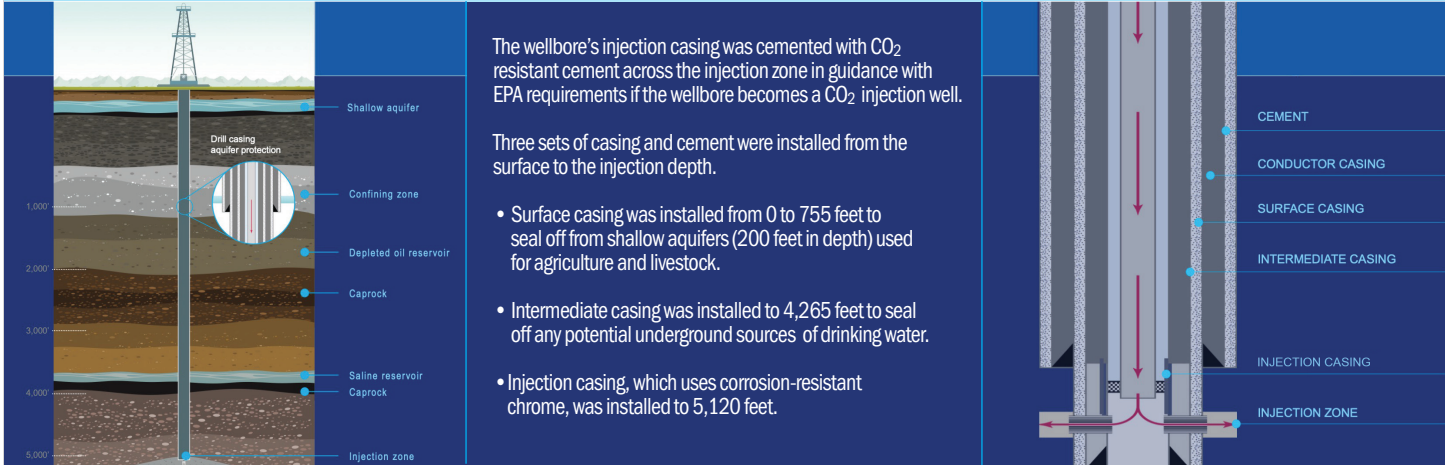 Shallow aquifer
Drill casing
aquifer protection
Confining zone
1,000'
Depleted oil reservoir
2,000'
Caprock
3,000'
Saline reservoir
4,000'
Caprock
5,000'
Injection zone
The wellbore's injection casing was cemented with CO2
resistant cement across the injection zone in guidance with
EPA requirements if the wellbore becomes a CO2 injection well.
Three sets of casing and cement were installed from the
surface to the injection depth.
• Surface casing was installed from 0 to 755 feet to
seal off from shallow aquifers (200 feet in depth) used
for agriculture and livestock.
• Intermediate casing was installed to 4,265 feet to seal
off any potential underground sources of drinking water.
• Injection casing, which uses corrosion-resistant
chrome, was installed to 5,120 feet.
CEMENT
CONDUCTOR CASING
SURFACE CASING
INTERMEDIATE CASING
INJECTION CASING
INJECTION ZONE